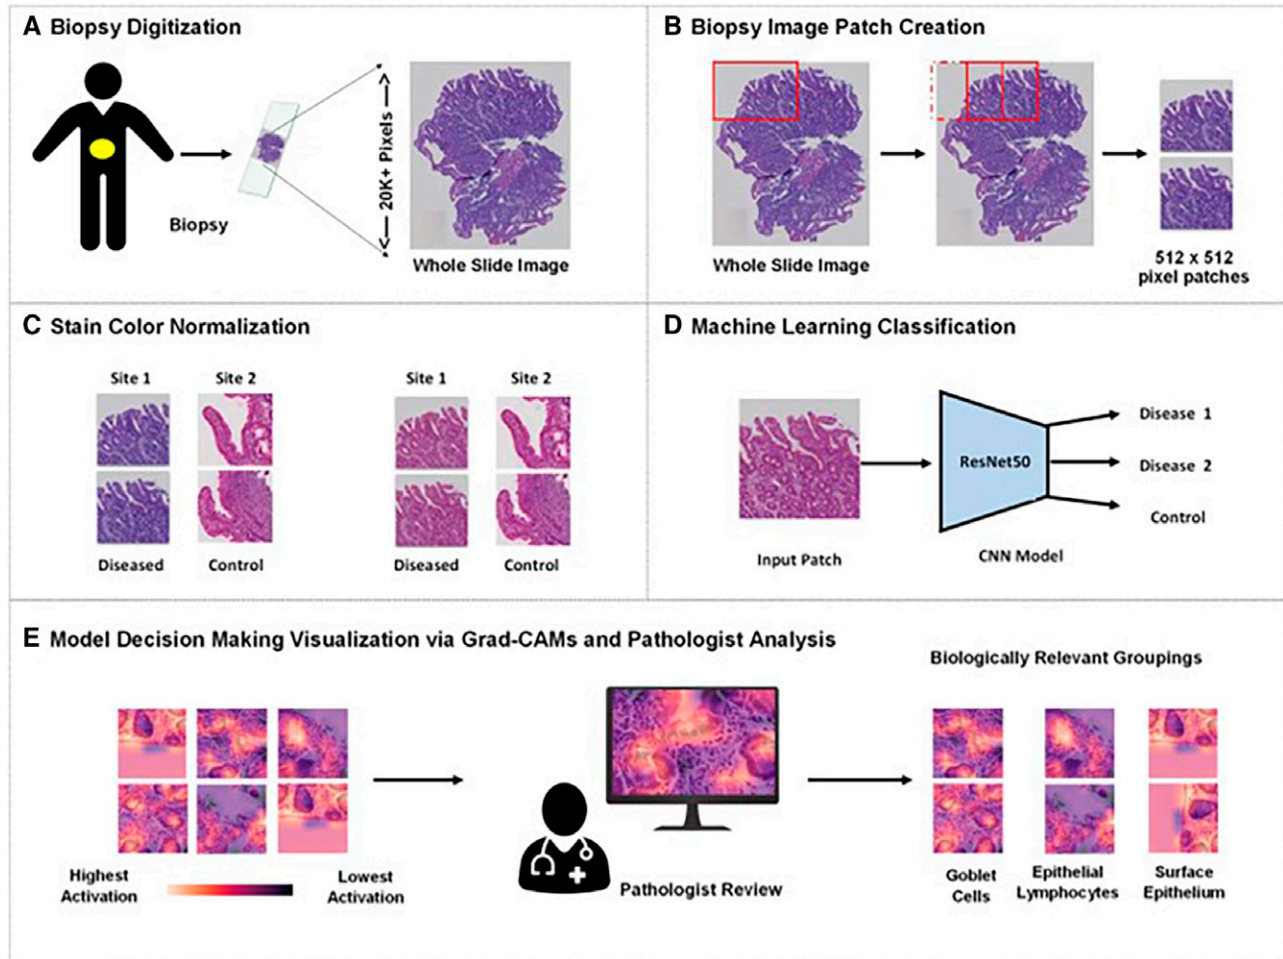 A Biopsy Digitization
Biopsy
20K+ Pixels
Whole Slide Image
B Biopsy Image Patch Creation
Whole Slide Image
512 x 512
pixel patches
C Stain Color Normalization
Site 1
Site 2
Site 1
Site 2
Diseased
Control
Diseased
Control
D Machine Learning Classification
Input Patch
ResNet50
CNN Model
Disease 1
Disease 2
Control
E Model Decision Making Visualization via Grad-CAMs and Pathologist Analysis
Highest
Activation
Lowest
Activation
Pathologist Review
Biologically Relevant Groupings
Goblet
Cells
Epithelial
Lymphocytes
Surface
Epithelium